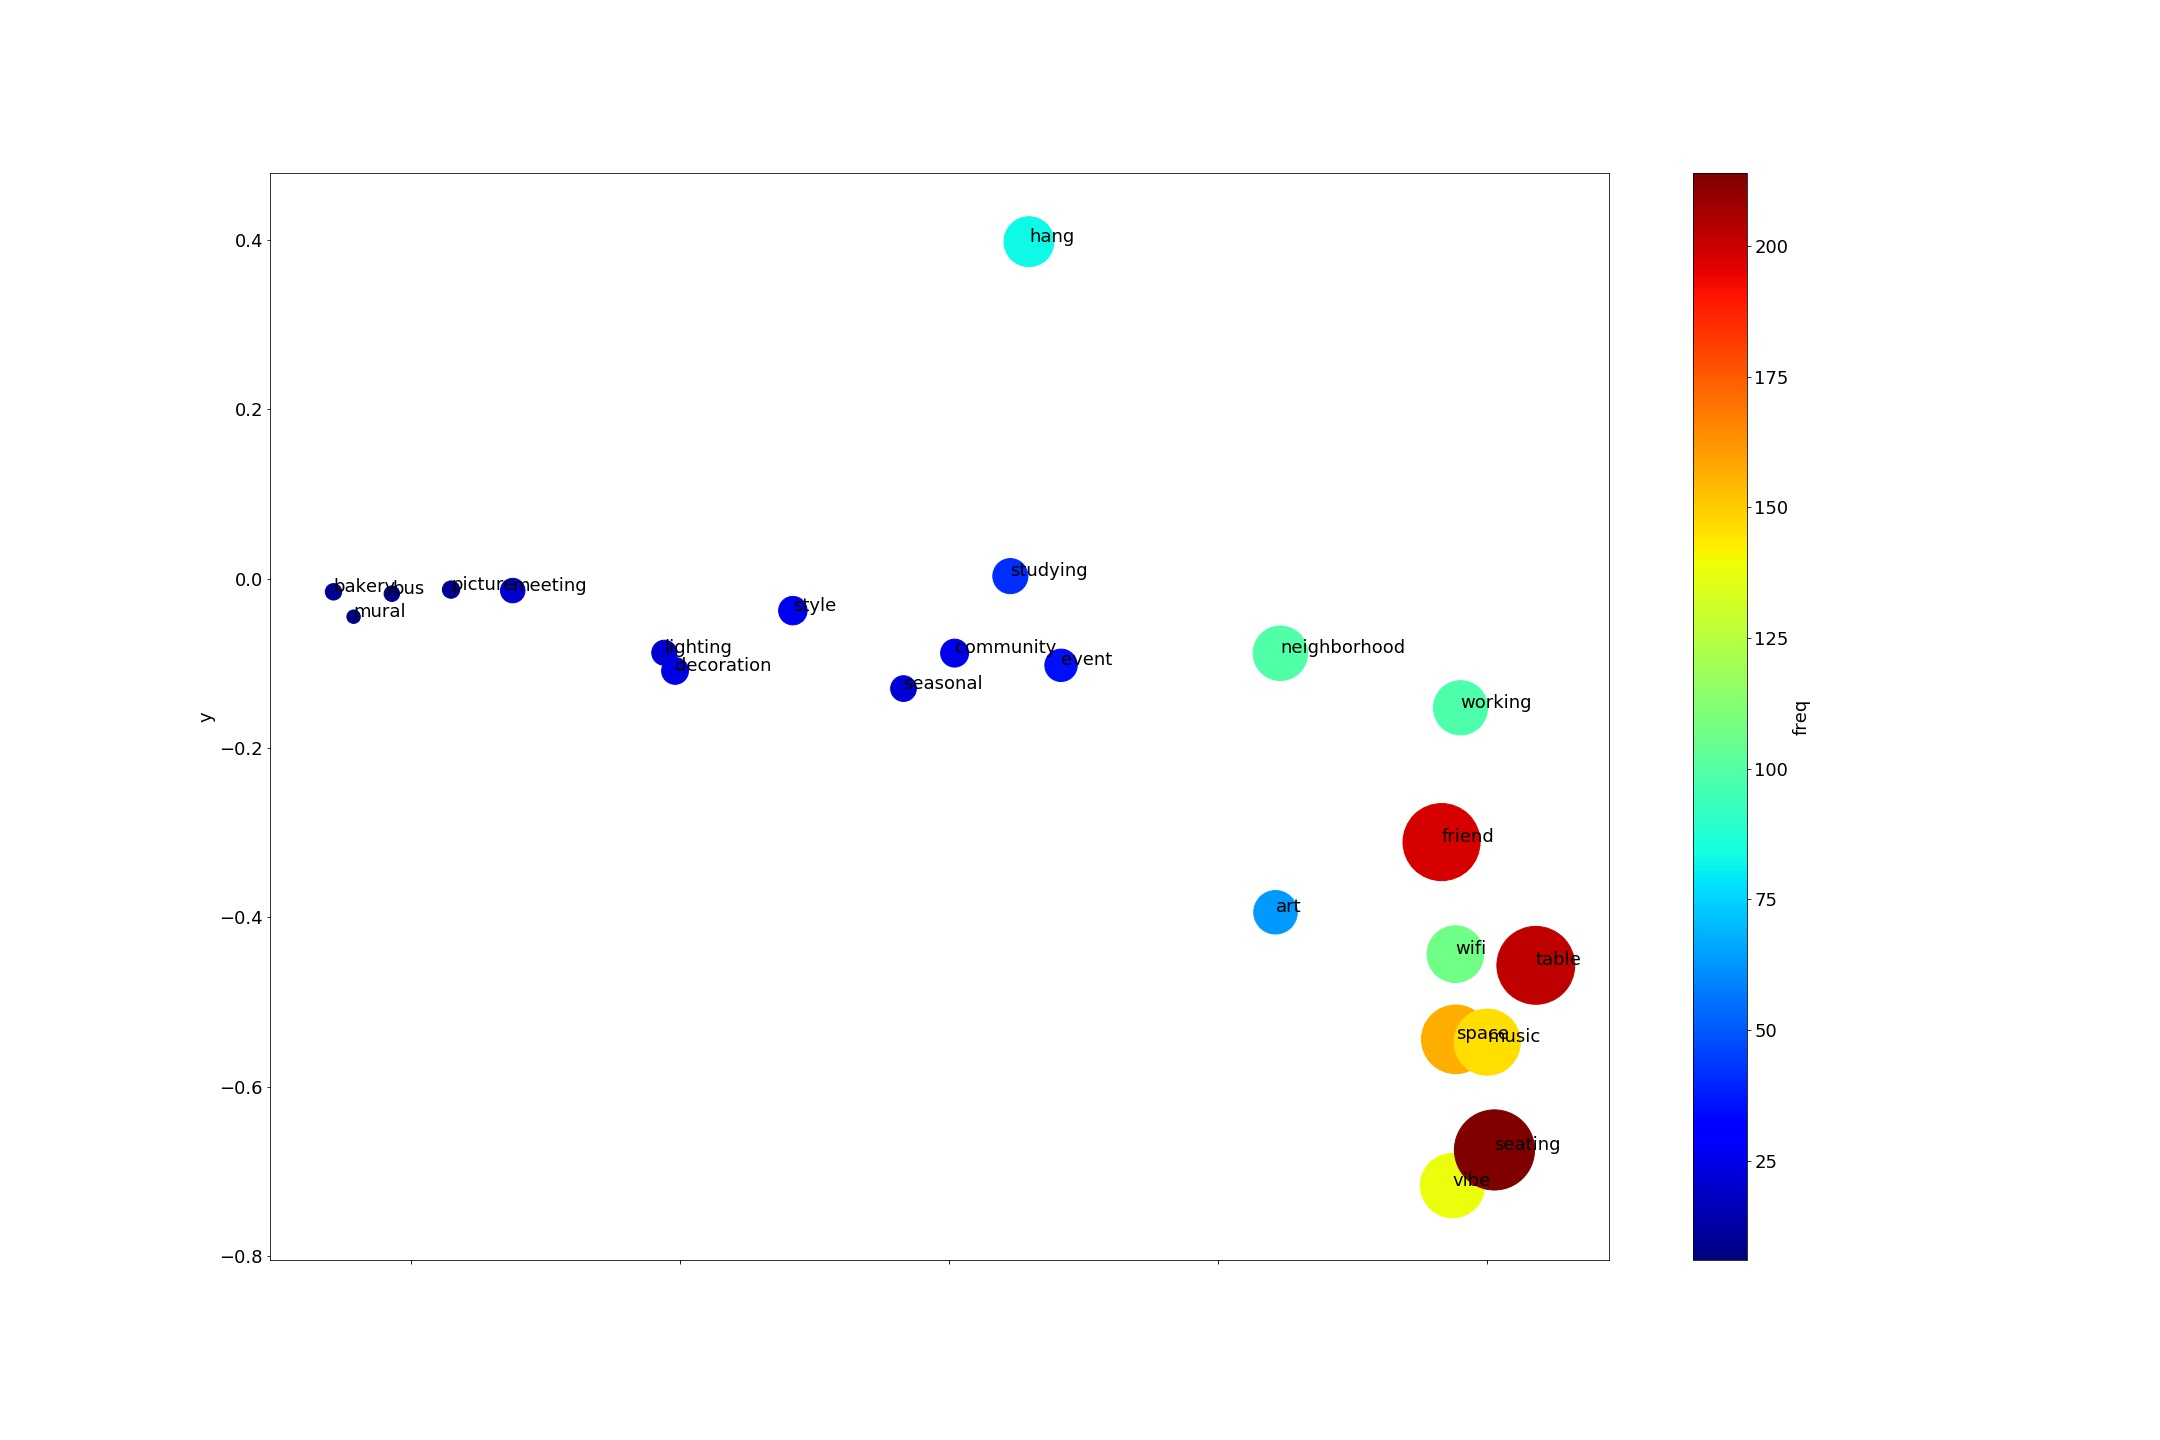 hang
0.4
200
175
0.2
150
125
studying
0.0
bakery
bus
picture
meeting
mural
style
lighting
community
neighborhood
event
decoration
seasonal
working
y
freq
−0.2
100
friend
75
art
−0.4
wifi
table
50
space
music
−0.6
seating
25
vibe
−0.8